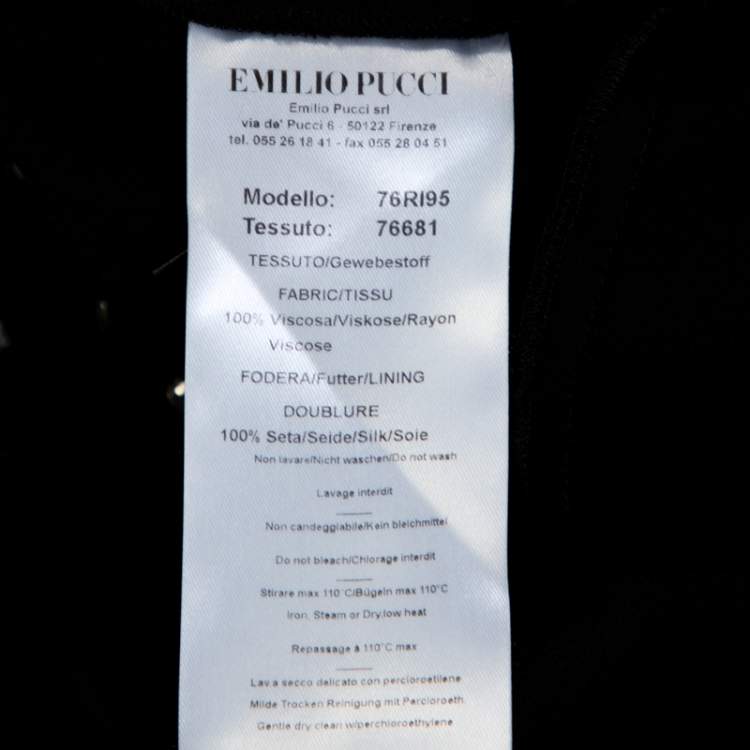 EMILIO PUCCI
Emilio Pucci srl
via de' Pucci 6 - 50122 Firenze
tel. 055 26 18 41 - fax 055 28 04 51
Modello: 76RI95
Tessuto: 76681
TESSUTO/Gewebestoff
FABRIC/TISSU
100% Viscosa/Viskose/Rayon
Viscose
FODERA/Futter/LINING
DOUBLURE
100% Seta/Seide/Silk/Soie
Non lavare/Nicht waschen/Do not wash
Lavage interdit
Non candeggiabile/Kein bleichmittel
Do not bleach/Chlorage interdit
Stirare max 110°C/Bügeln max 110°C
Iron, Steam or Dry,low heat
Repassage à 110°C max
Lava secco delicato con percloroetilene
Milde Trocken Reinigung mit Percloroeth.
Gentle dry clean w/perchloroethylene